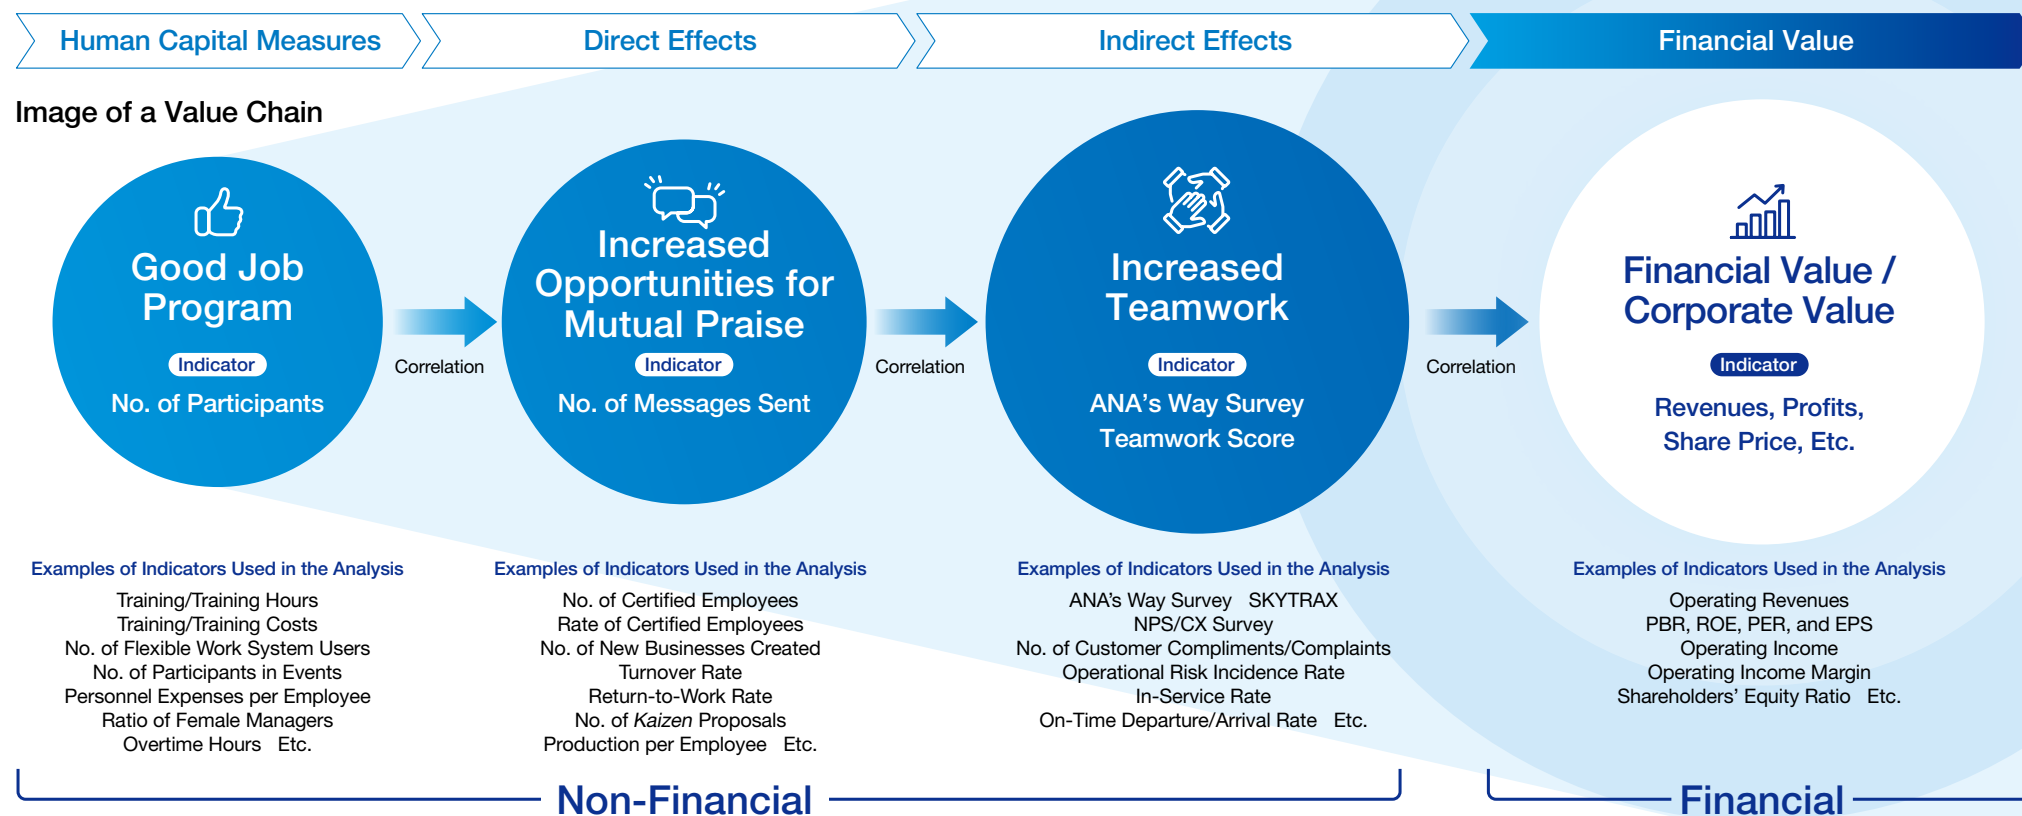 Human Capital Measures
Direct Effects
Indirect Effects
Financial Value
Image of a Value Chain
Good Job
Program
Indicator
No. of Participants
Correlation
Increased
Opportunities for
Mutual Praise
Indicator
No. of Messages Sent
Correlation
Increased
Teamwork
Indicator
ANA's Way Survey
Teamwork Score
Correlation
Financial Value /
Corporate Value
Indicator
Revenues, Profits,
Share Price, Etc.
Examples of Indicators Used in the Analysis
Training/Training Hours
Training/Training Costs
No. of Flexible Work System Users
No. of Participants in Events
Personnel Expenses per Employee
Ratio of Female Managers
Overtime Hours Etc.
Examples of Indicators Used in the Analysis
No. of Certified Employees
Rate of Certified Employees
No. of New Businesses Created
Turnover Rate
Return-to-Work Rate
No. of Kaizen Proposals
Production per Employee Etc.
Examples of Indicators Used in the Analysis
ANA's Way Survey SKYTRAX
NPS/CX Survey
No. of Customer Compliments/Complaints
Operational Risk Incidence Rate
In-Service Rate
On-Time Departure/Arrival Rate Etc.
Examples of Indicators Used in the Analysis
Operating Revenues
PBR, ROE, PER, and EPS
Operating Income
Operating Income Margin
Shareholders' Equity Ratio Etc.
Non-Financial
Financial